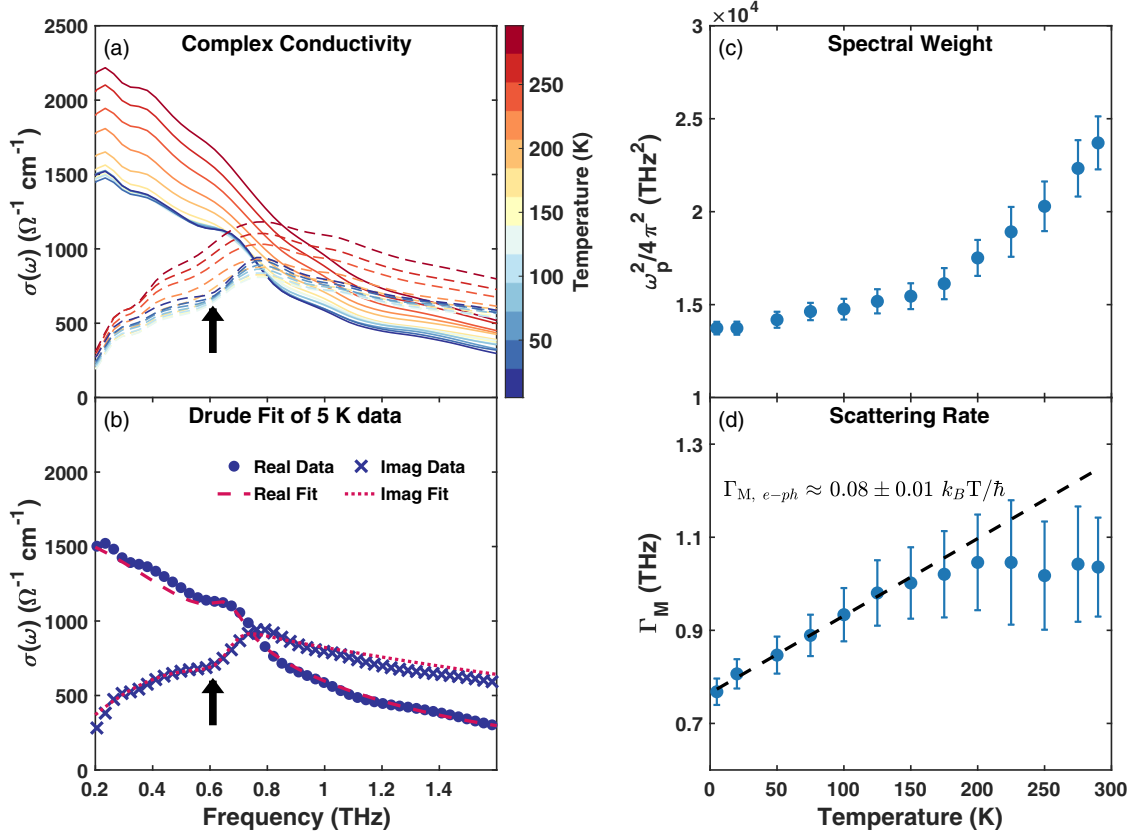 (a) Complex Conductivity
2500
2000
1500
1000
500
0
σ(ω) (Ω⁻¹ cm⁻¹)
250
200
150
100
50
Temperature (K)
(b) Drude Fit of 5 K data
Real Data
Imag Data
Real Fit
Imag Fit
2000
1500
1000
500
0
σ(ω) (Ω⁻¹ cm⁻¹)
0.2 0.4 0.6 0.8 1 1.2 1.4
Frequency (THz)
×10⁴
(c) Spectral Weight
3
2.5
2
1.5
1
ω²ₚ/4π² (THz²)
(d) Scattering Rate
Γ_M, e−ph ≈ 0.08 ± 0.01 k_BT/ħ
1.3
1.1
0.9
0.7
Γ_M (THz)
0 50 100 150 200 250 300
Temperature (K)